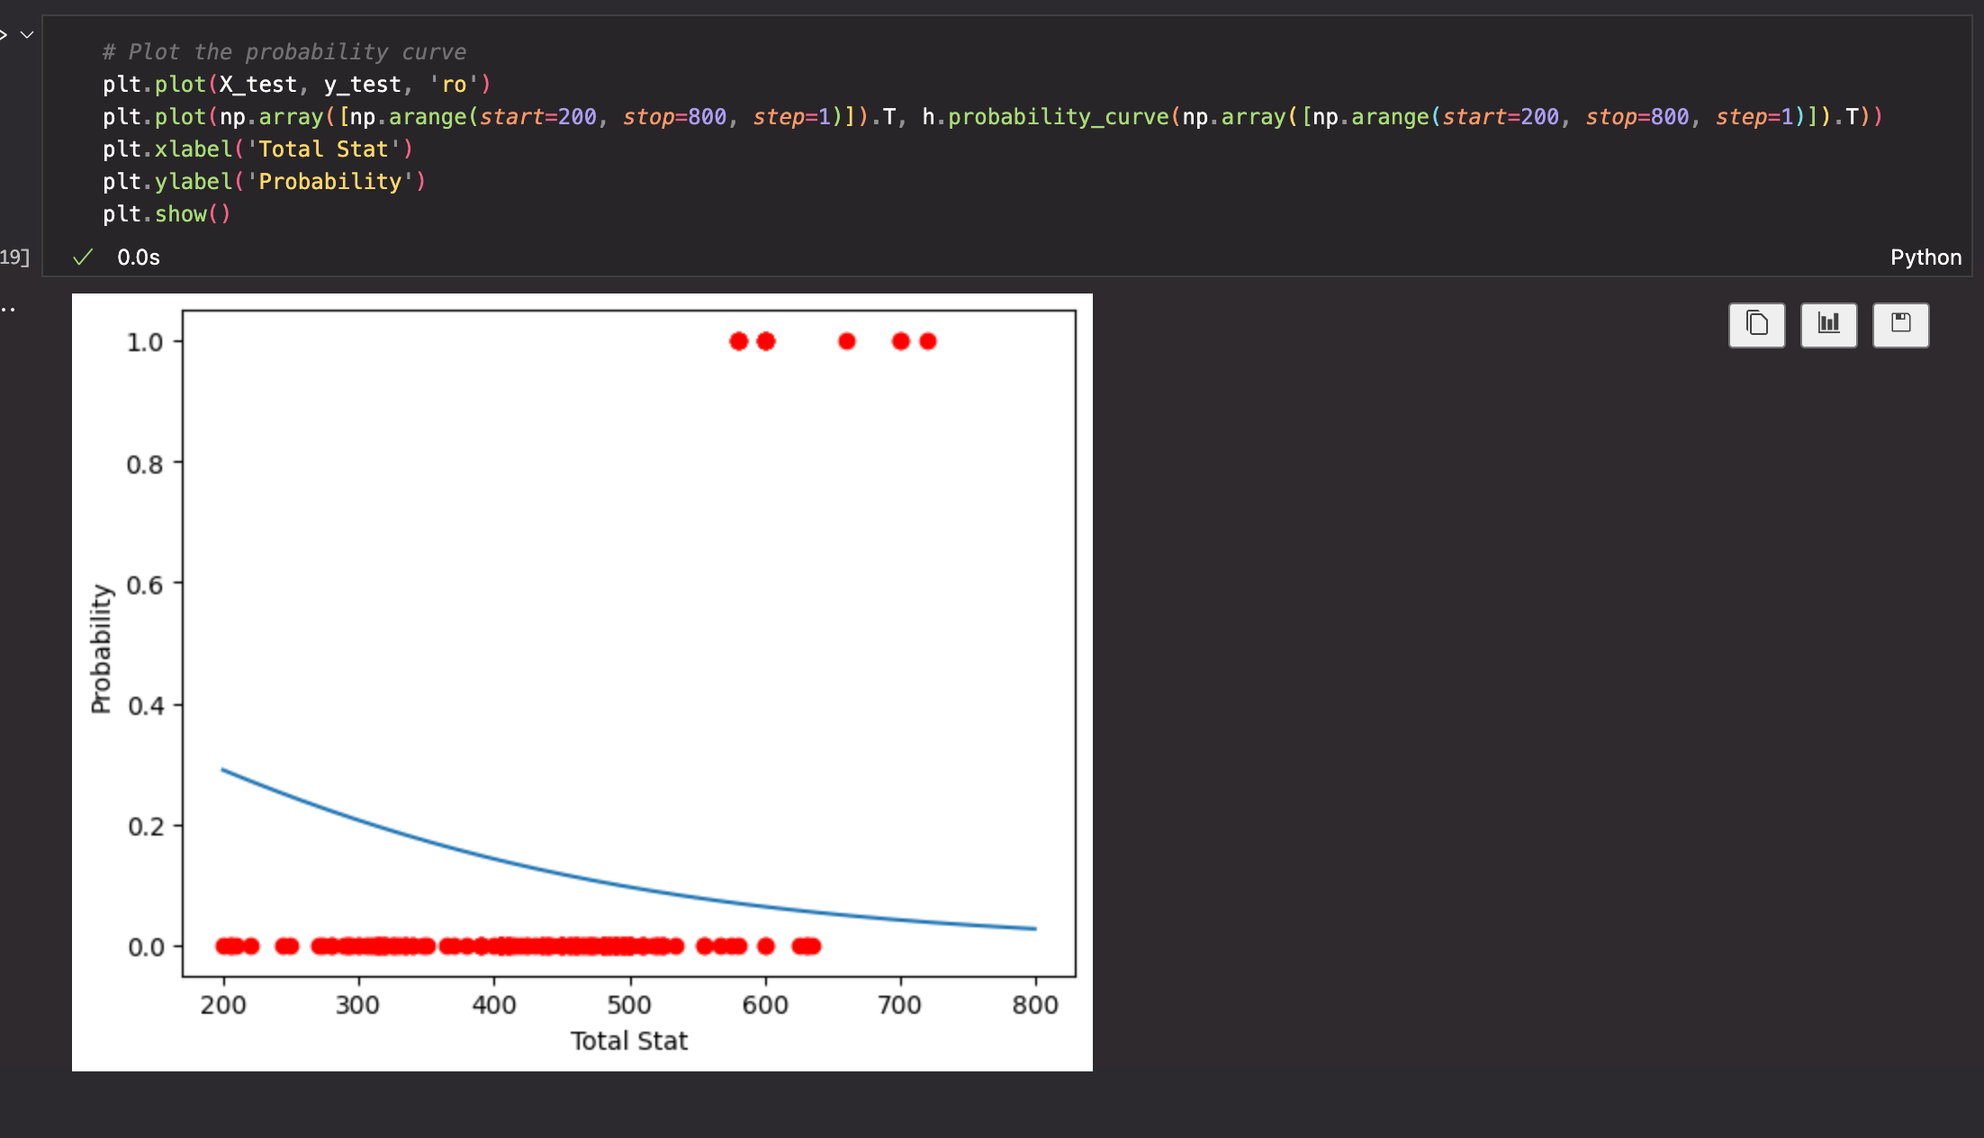 # Plot the probability curve
plt.plot(X_test, y_test, 'ro')
plt.plot(np.array([np.arange(start=200, stop=800, step=1)]).T, h.probability_curve(np.array([np.arange(start=200, stop=800, step=1)]).T))
plt.xlabel('Total Stat')
plt.ylabel('Probability')
plt.show()
19]
0.0s
Python
1.0
0.8
0.6
0.4
0.2
0.0
Probability
200 300 400 500 600 700 800
Total Stat